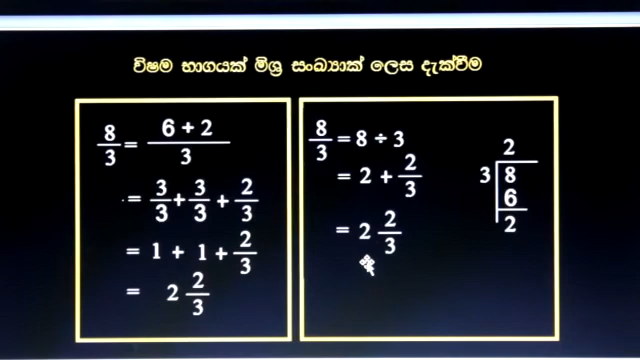 විෂම භාගයක් මිශ්‍ර සංඛ්‍යාක් ලෙස දැක්වීම
8/3 = (6 + 2)/3
= 3/3 + 3/3 + 2/3
= 1 + 1 + 2/3
= 2 2/3
8/3 = 8 ÷ 3
= 2 + 2/3
= 2 2/3
2
3 8
6
2